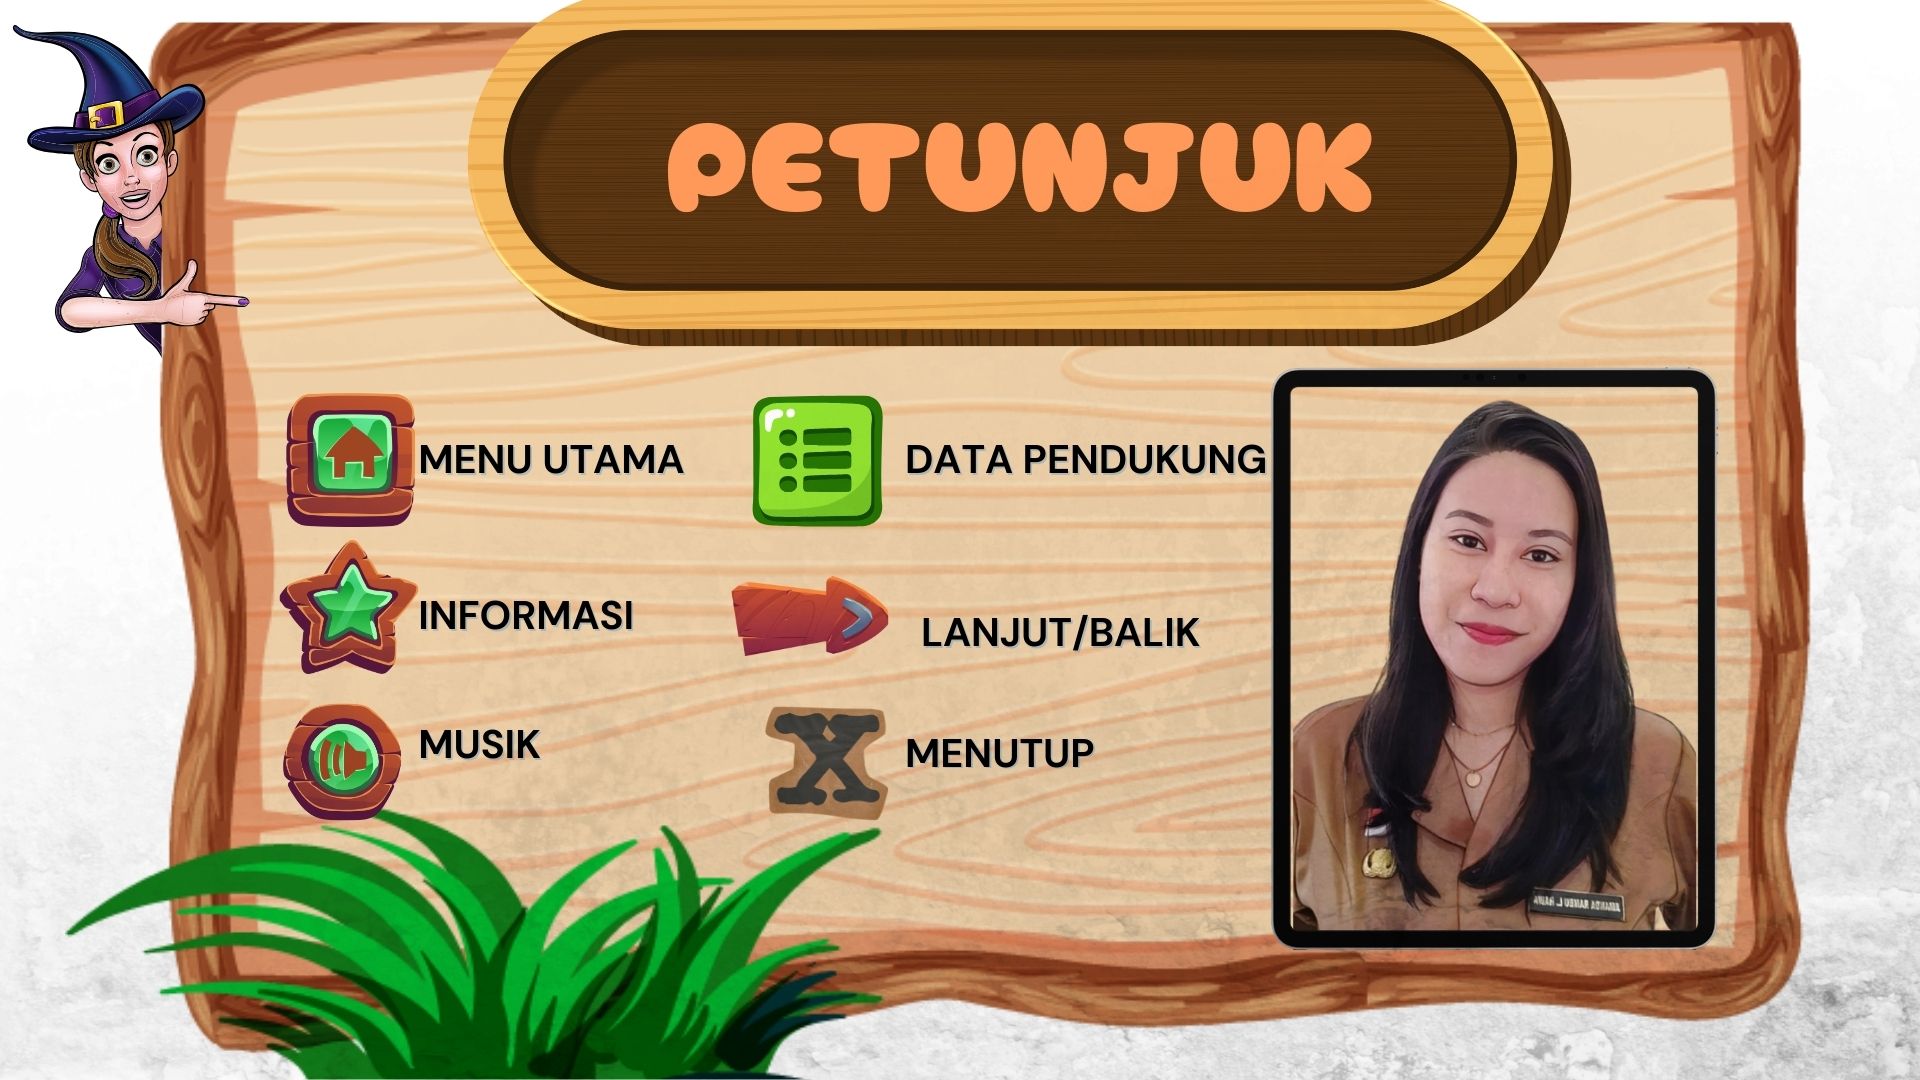 PETUNJUK
MENU UTAMA
DATA PENDUKUNG
INFORMASI
LANJUT/BALIK
MUSIK
X
MENUTUP